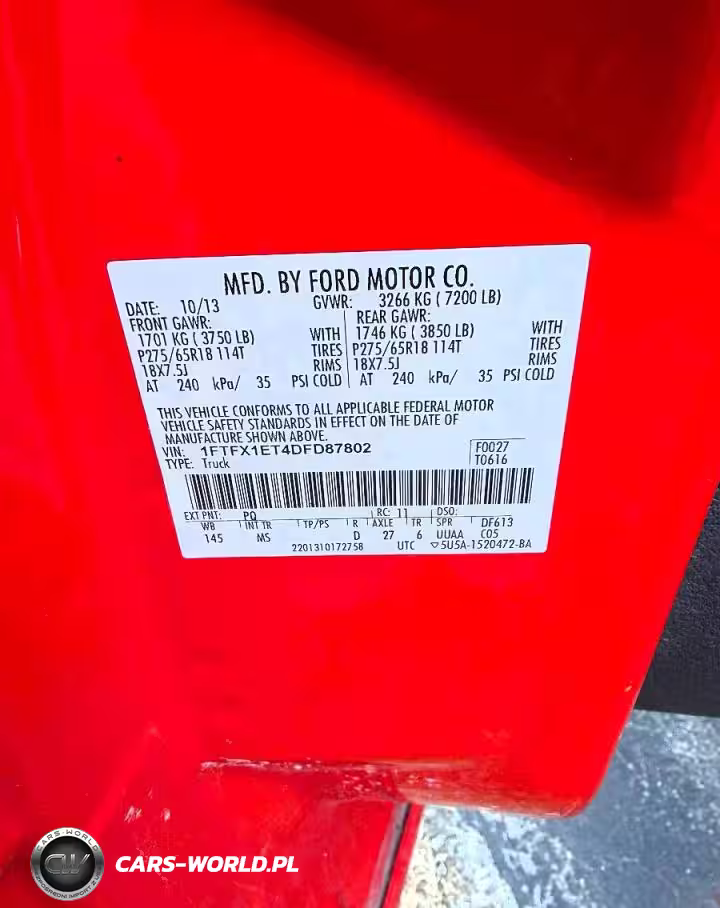 MFD. BY FORD MOTOR CO.
DATE: 10/13 GVWR: 3266 KG ( 7200 LB)
FRONT GAWR: REAR GAWR:
1701 KG ( 3750 LB) WITH 1746 KG ( 3850 LB) WITH
P275/65R18 114T TIRES P275/65R18 114T TIRES
18X7.5J RIMS 18X7.5J RIMS
AT 240 kPa/ 35 PSI COLD AT 240 kPa/ 35 PSI COLD
THIS VEHICLE CONFORMS TO ALL APPLICABLE FEDERAL MOTOR
VEHICLE SAFETY STANDARDS IN EFFECT ON THE DATE OF
MANUFACTURE SHOWN ABOVE.
VIN: 1FTFX1ET4DFD87802 F0027
TYPE: Truck T0616
EXT PNT: PQ RC: 11 DSO:
WB INT TR TP/PS R AXLE TR SPR DF613
145 MS D 27 6 UUAA C05
2201310172758 UTC ▽5U5A-1520472-BA
CARS-WORLD
CW
CARS-WORLD.PL